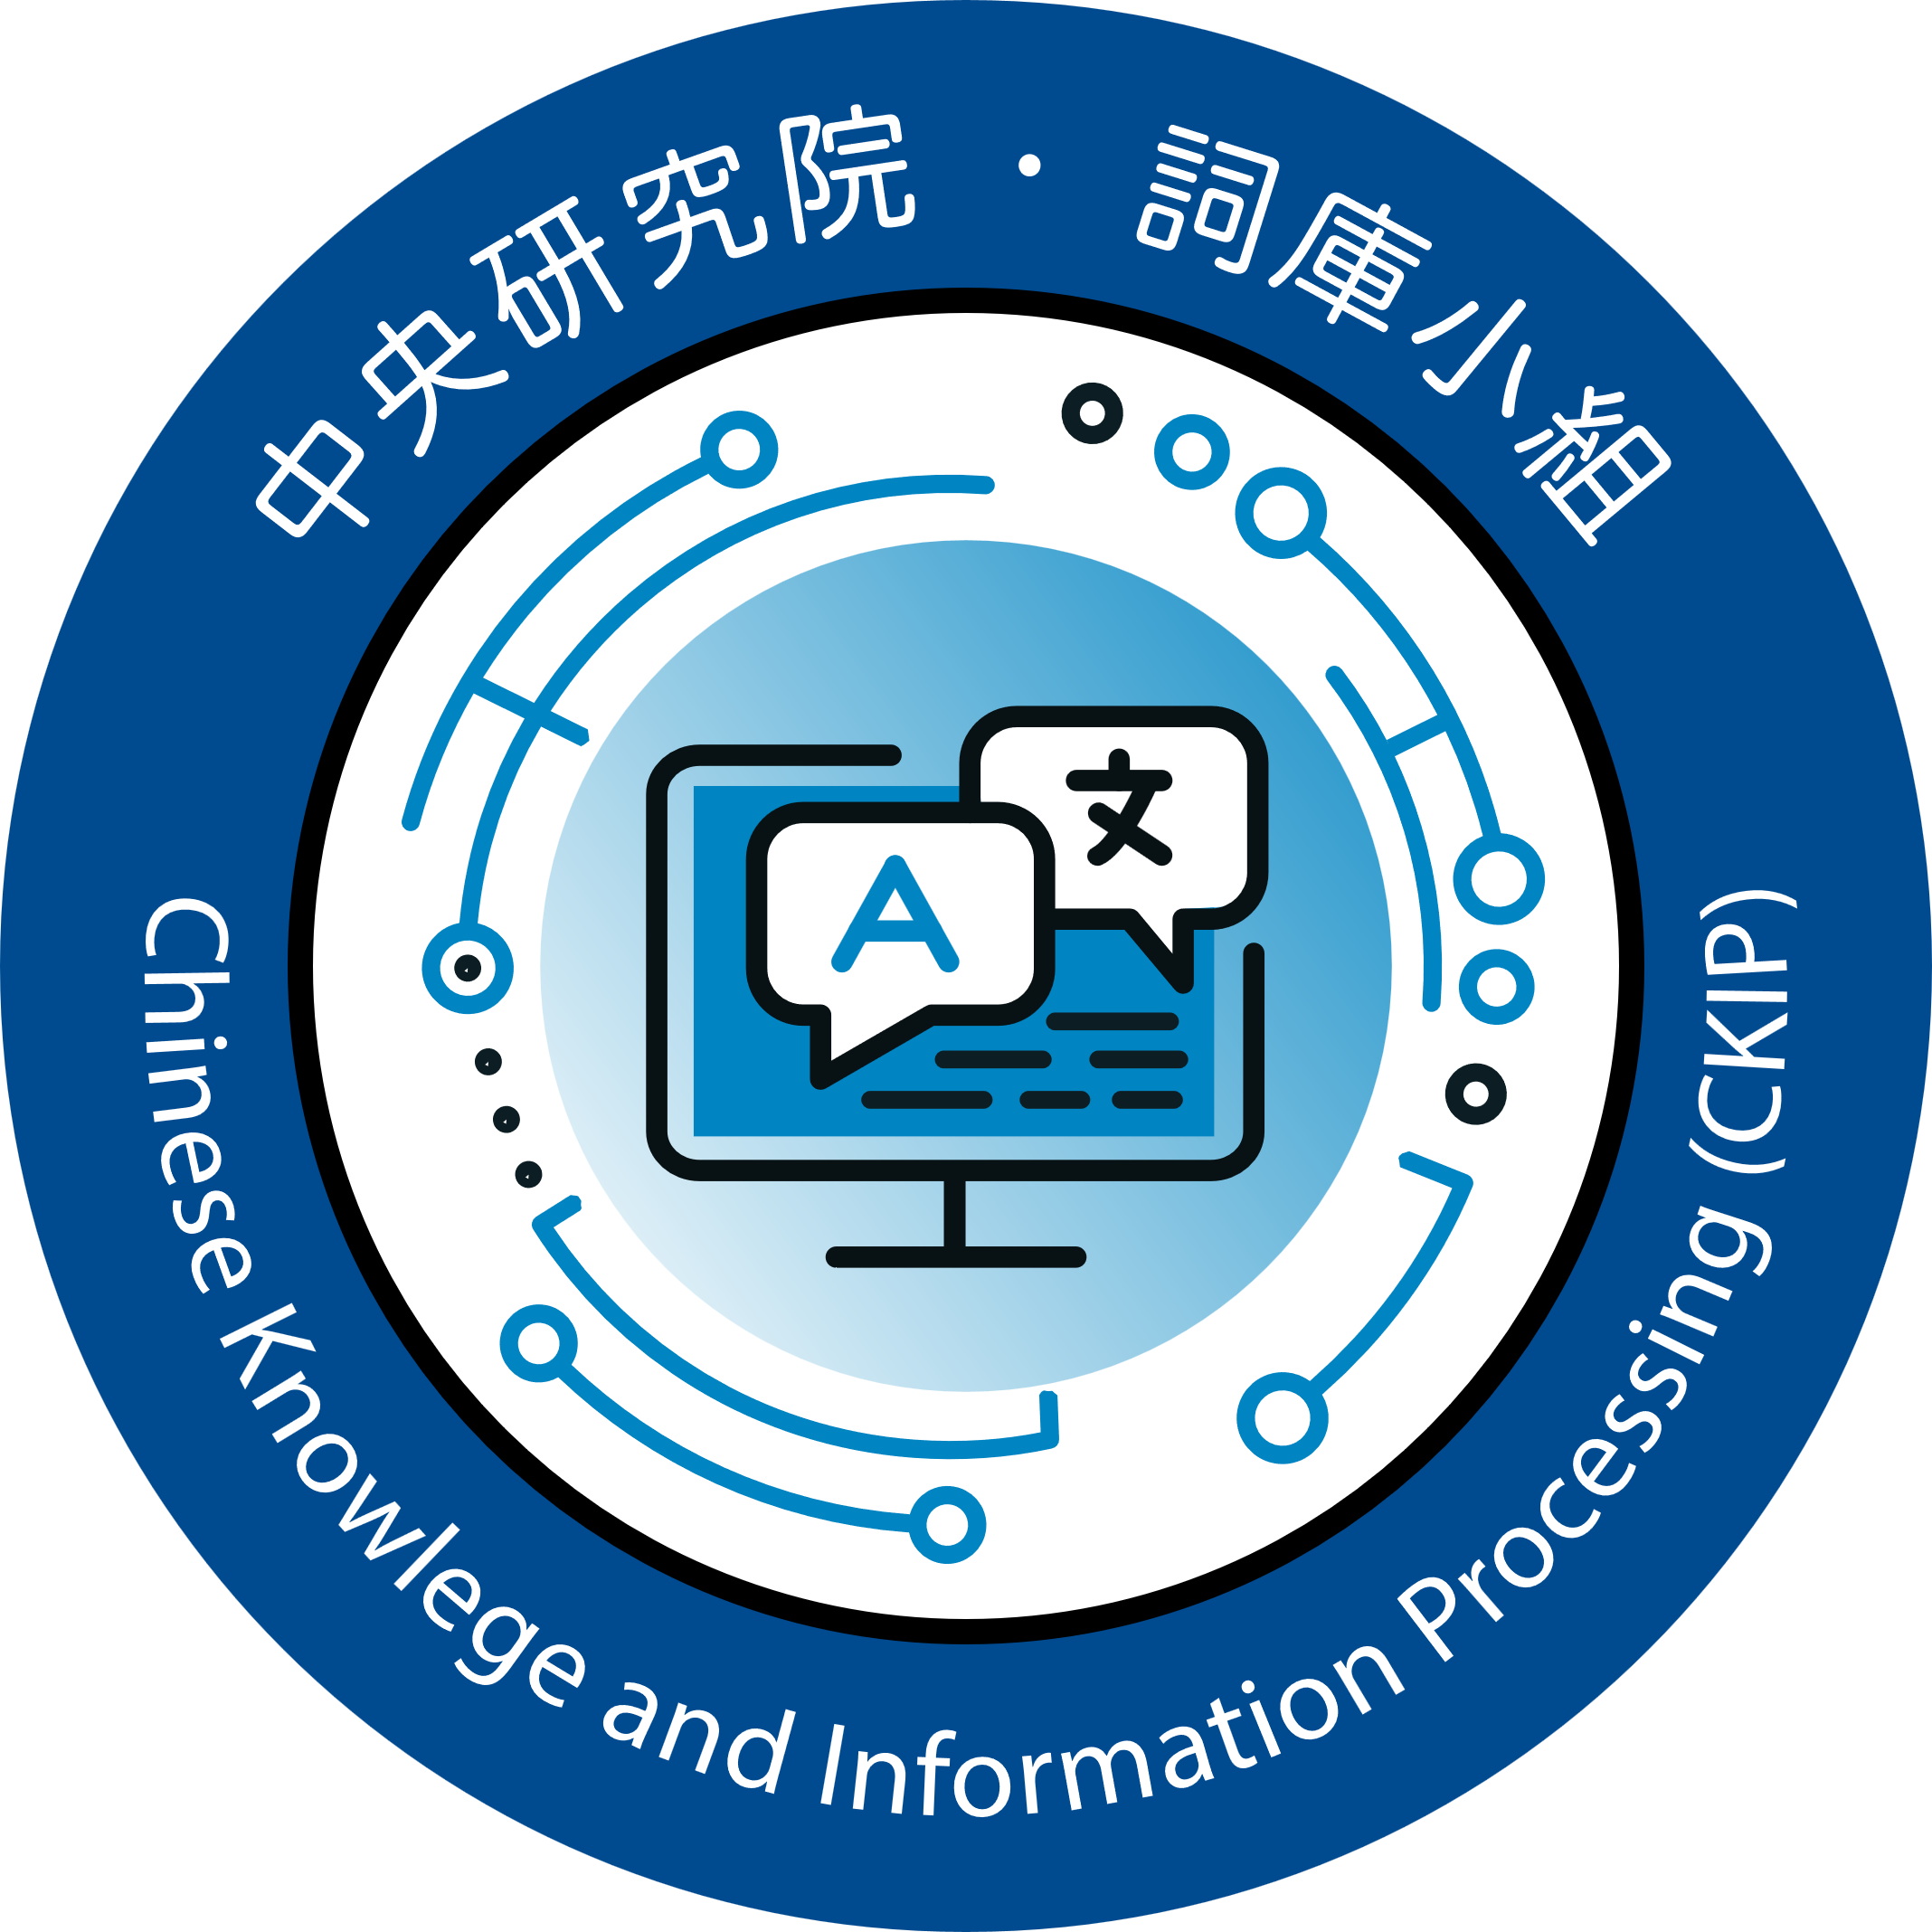 中央研究院 · 詞庫小組
Chinese Knowlege and Information Processing (CKIP)
文
A